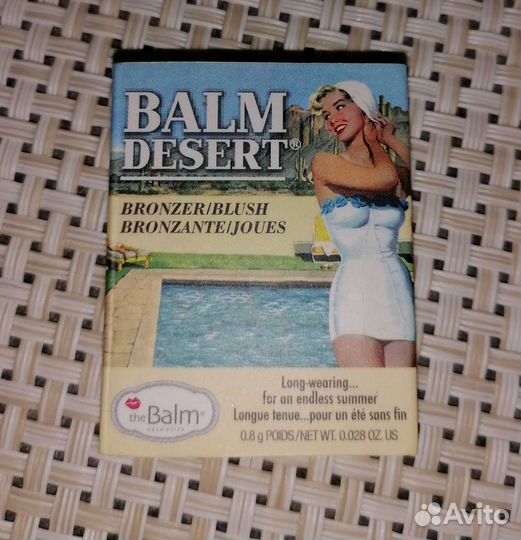 BALM
DESERT®
BRONZER/BLUSH
BRONZANTE/JOUES
Long-wearing...
for an endless summer
Longue tenue...pour un été sans fin
0.8 g POIDS/NET WT. 0.028 OZ. US
theBalm®
COSMETICS
Avito